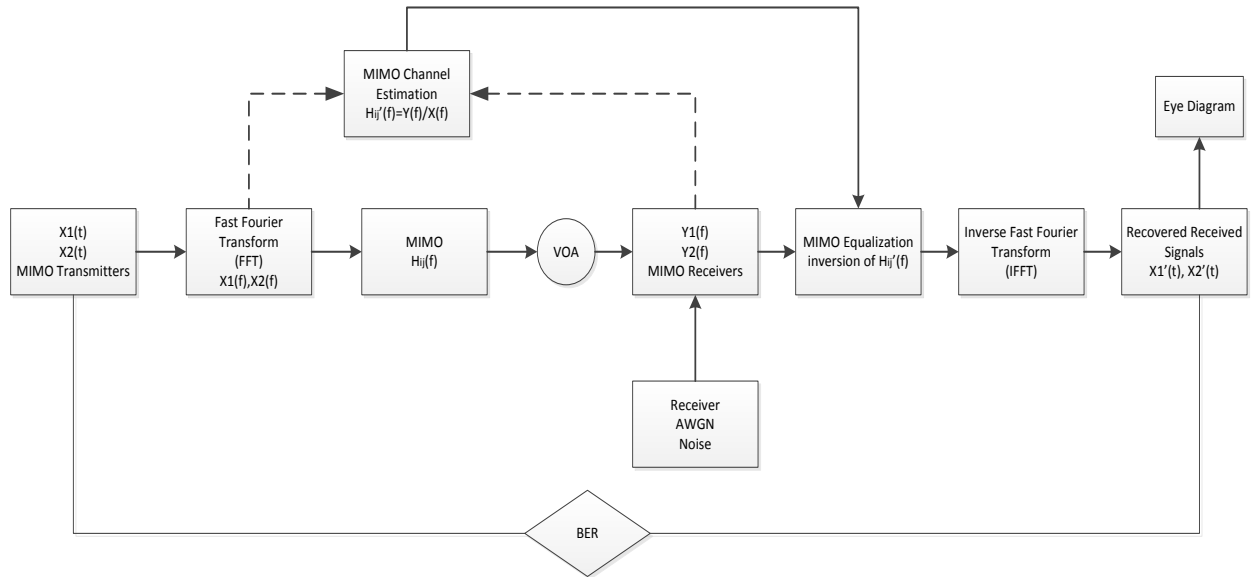 MIMO Channel
Estimation
Hij'(f)=Y(f)/X(f)
Eye Diagram
X1(t)
X2(t)
MIMO Transmitters
Fast Fourier
Transform
(FFT)
X1(f),X2(f)
MIMO
Hij(f)
VOA
Y1(f)
Y2(f)
MIMO Receivers
MIMO Equalization
inversion of Hij'(f)
Inverse Fast Fourier
Transform
(IFFT)
Recovered Received
Signals
X1'(t), X2'(t)
Receiver
AWGN
Noise
BER